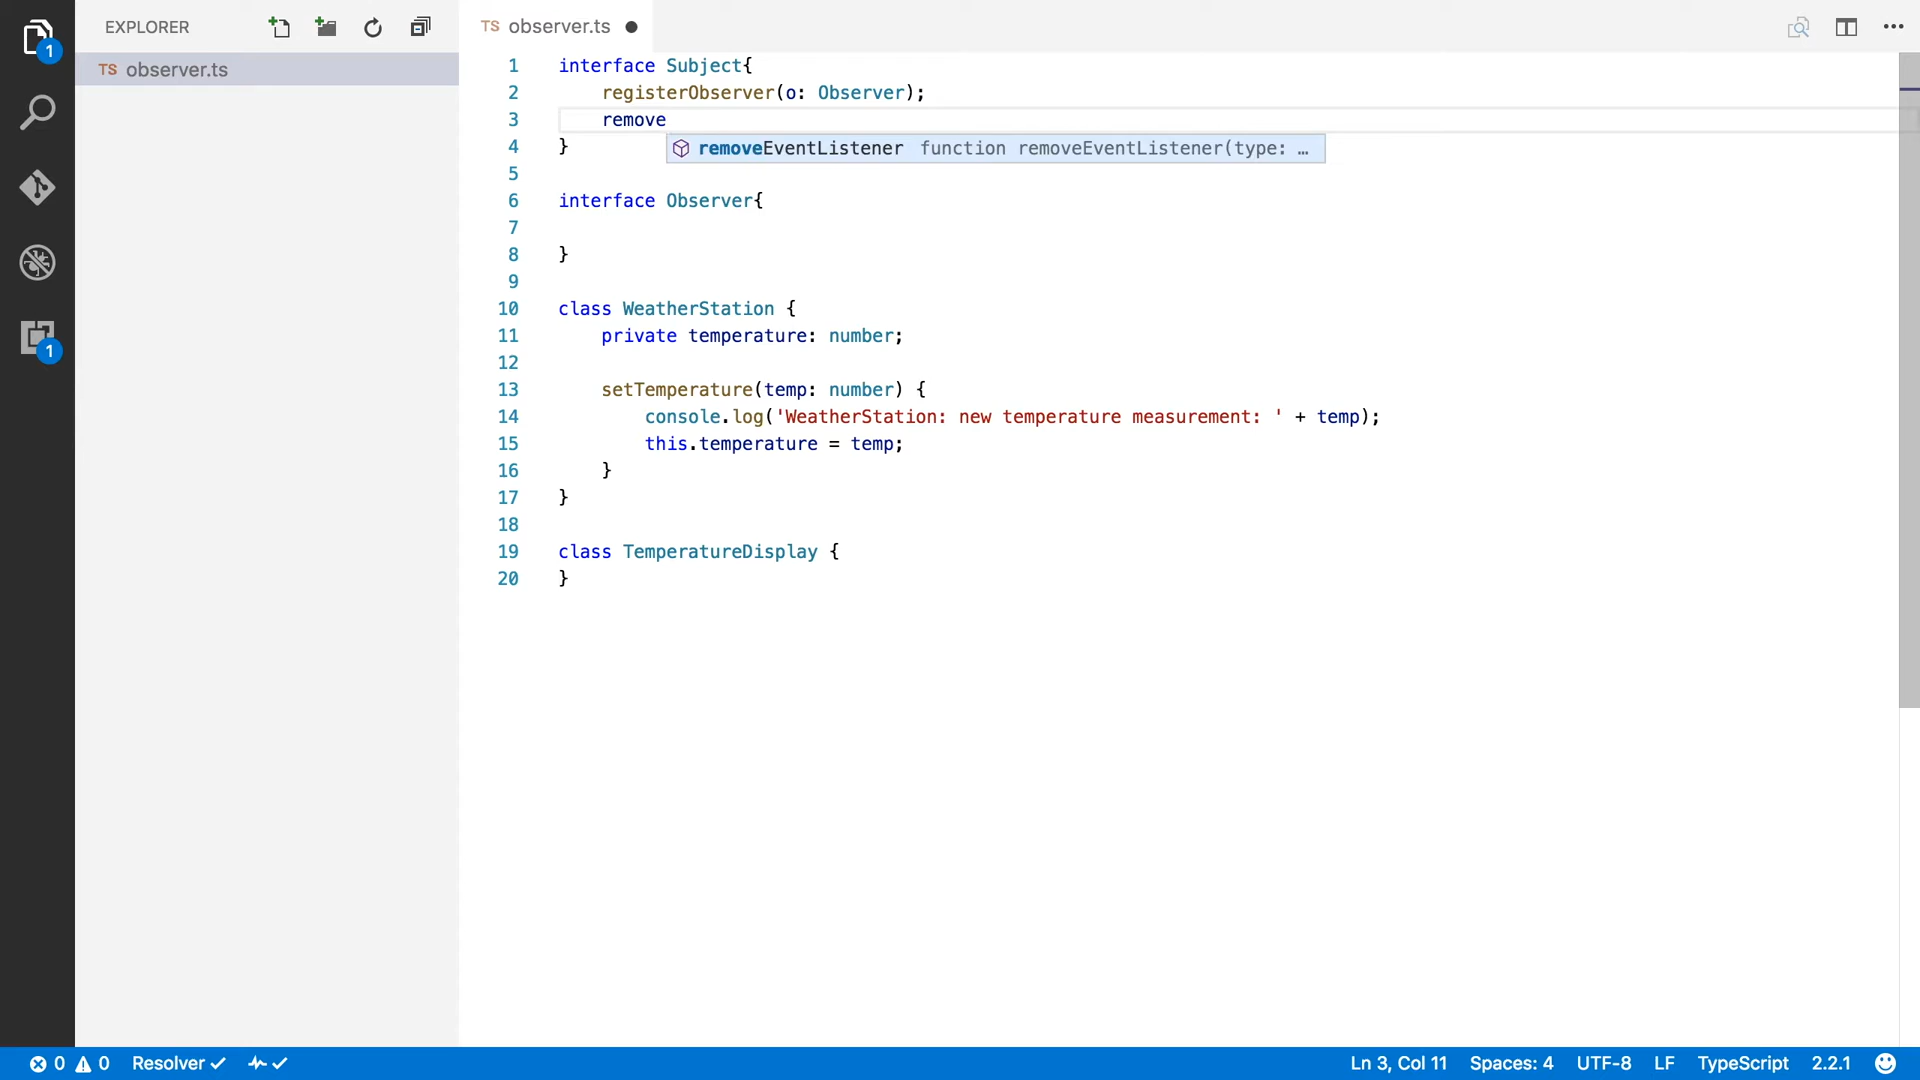 EXPLORER
TS observer.ts
1
1
TS observer.ts
1 interface Subject{
2 registerObserver(o: Observer);
3 remove
4 }
removeEventListener function removeEventListener(type: …
5
6 interface Observer{
7
8 }
9
10 class WeatherStation {
11 private temperature: number;
12
13 setTemperature(temp: number) {
14 console.log('WeatherStation: new temperature measurement: ' + temp);
15 this.temperature = temp;
16 }
17 }
18
19 class TemperatureDisplay {
20 }
0 0 Resolver
Ln 3, Col 11 Spaces: 4 UTF-8 LF TypeScript 2.2.1